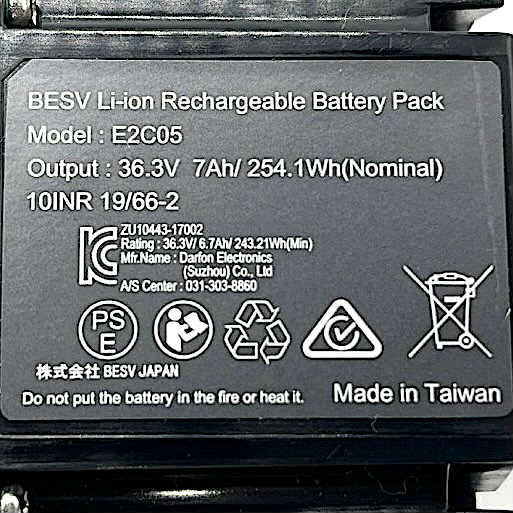 BESV Li-ion Rechargeable Battery Pack
Model : E2C05
Output : 36.3V 7Ah/ 254.1Wh(Nominal)
10INR 19/66-2
ZU10443-17002
Rating : 36.3V/ 6.7Ah/ 243.21Wh(Min)
Mfr.Name : Darfon Electronics
(Suzhou) Co., Ltd
A/S Center : 031-303-8860
PS
E
株式会社 BESV JAPAN
Do not put the battery in the fire or heat it.
Made in Taiwan